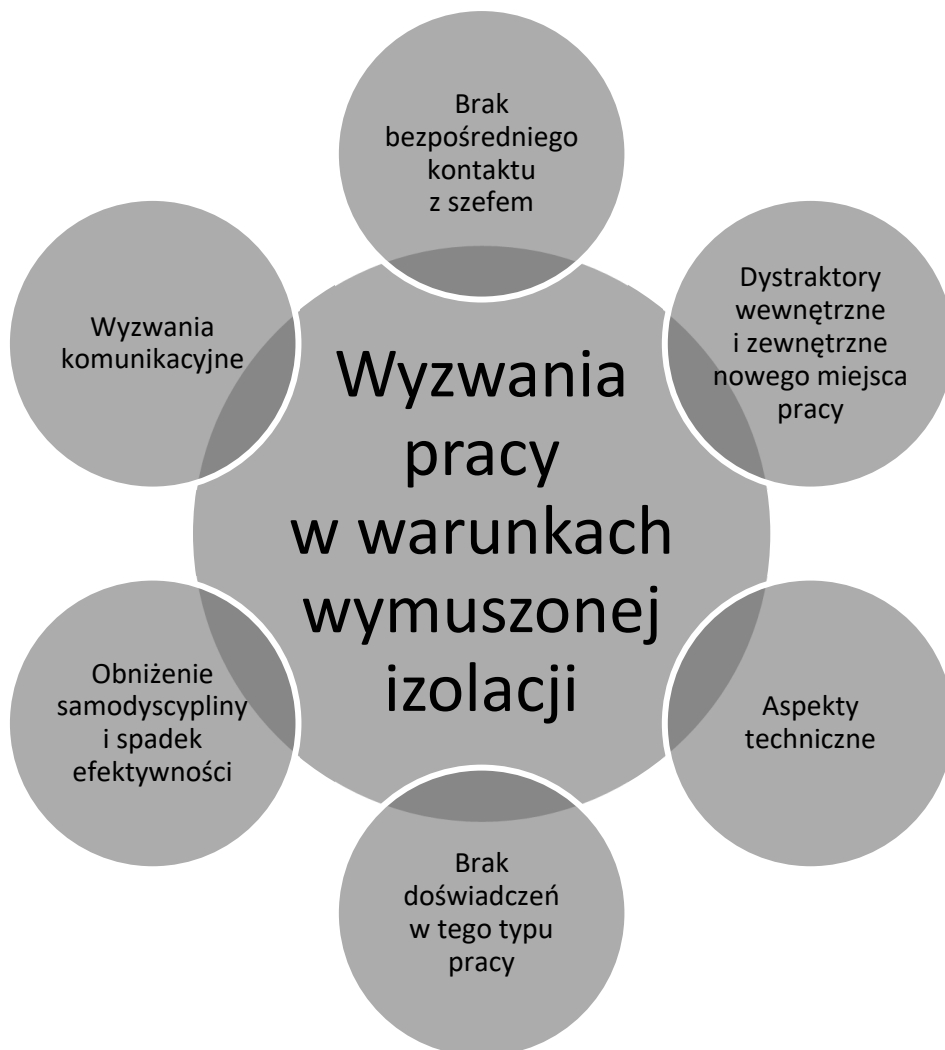 Brak
bezpośredniego
kontaktu
z szefem
Dystraktory
wewnętrzne
i zewnętrzne
nowego miejsca
pracy
Wyzwania
komunikacyjne
Wyzwania
pracy
w warunkach
wymuszonej
izolacji
Obniżenie
samodyscypliny
i spadek
efektywności
Aspekty
techniczne
Brak
doświadczeń
w tego typu
pracy